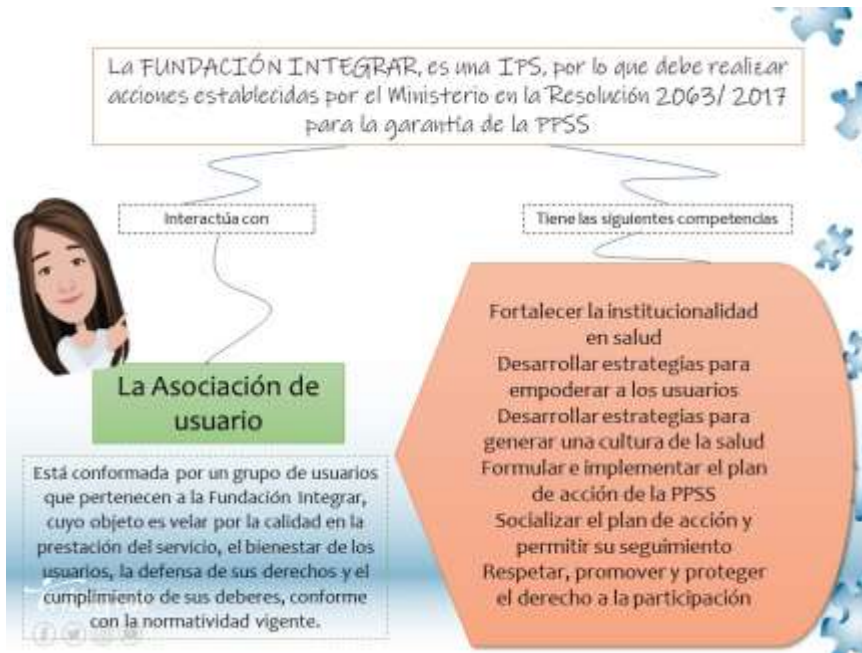 La FUNDACIÓN INTEGRAR, es una IPS, por lo que debe realizar
acciones establecidas por el Ministerio en la Resolución 2063/ 2017
para la garantía de la PPSS
Interactúa con
Tiene las siguientes competencias
La Asociación de
usuario
Está conformada por un grupo de usuarios
que pertenecen a la Fundación Integrar,
cuyo objeto es velar por la calidad en la
prestación del servicio, el bienestar de los
usuarios, la defensa de sus derechos y el
cumplimiento de sus deberes, conforme
con la normatividad vigente.
Fortalecer la institucionalidad
en salud
Desarrollar estrategias para
empoderar a los usuarios
Desarrollar estrategias para
generar una cultura de la salud
Formular e implementar el plan
de acción de la PPSS
Socializar el plan de acción y
permitir su seguimiento
Respetar, promover y proteger
el derecho a la participación